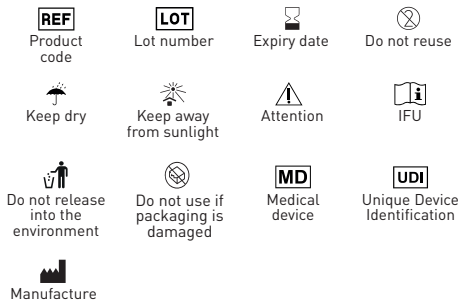 REF
LOT
2
Product
code
Lot number
Expiry date
Do not reuse
i
Keep dry
Keep away
from sunlight
Attention
IFU
MD
UDI
Do not release
into the
environment
Do not use if
packaging is
damaged
Medical
device
Unique Device
Identification
Manufacture